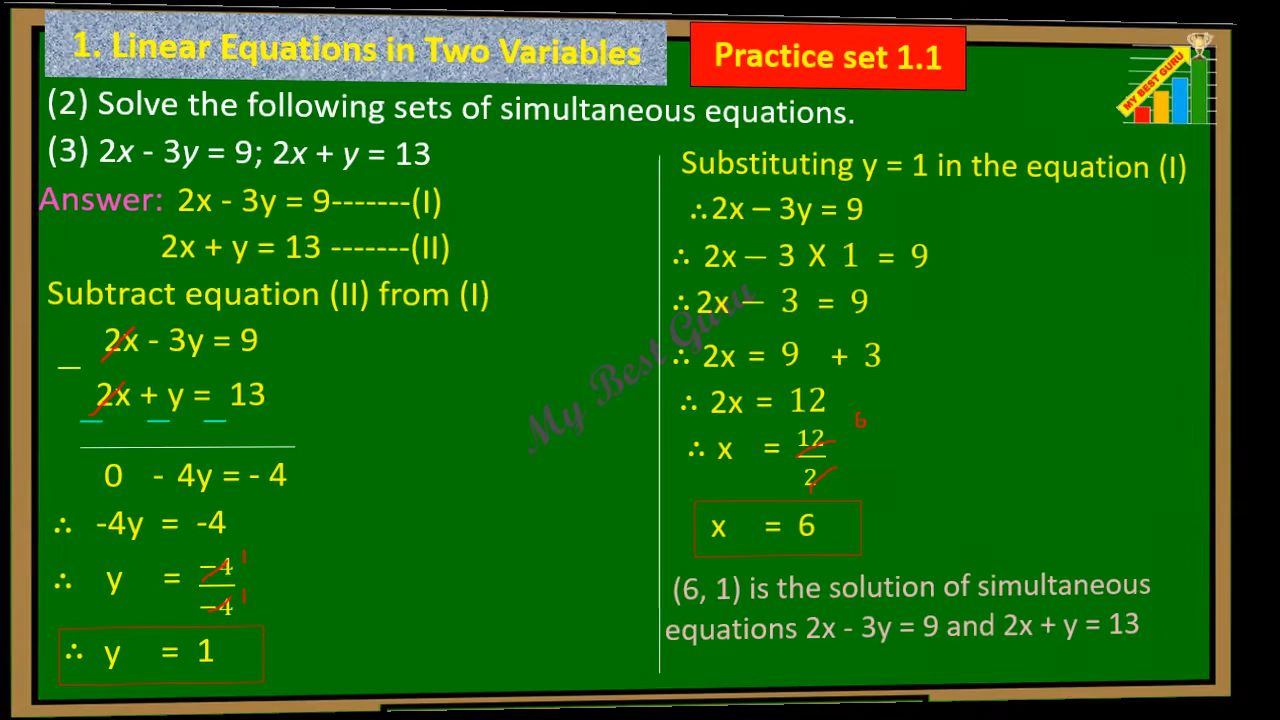 1. Linear Equations in Two Variables
Practice set 1.1
MY BEST GURU
(2) Solve the following sets of simultaneous equations.
(3) 2x - 3y = 9; 2x + y = 13
Answer: 2x - 3y = 9-------(I)
2x + y = 13 -------(II)
Subtract equation (II) from (I)
2x - 3y = 9
–
2x + y = 13
– – –
0 - 4y = - 4
∴ -4y = -4
∴ y = −4/−4
1
1
∴ y = 1
Substituting y = 1 in the equation (I)
∴ 2x – 3y = 9
∴ 2x – 3 X 1 = 9
∴ 2x – 3 = 9
∴ 2x = 9 + 3
∴ 2x = 12
6
∴ x = 12/2
1
x = 6
(6, 1) is the solution of simultaneous
equations 2x - 3y = 9 and 2x + y = 13
My Best Guru